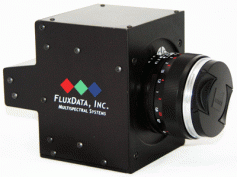 FLUXDATA, INC.
MULTISPECTRAL SYSTEMS